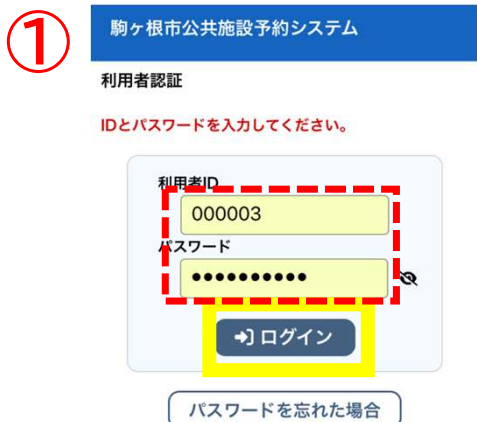 ①
駒ヶ根市公共施設予約システム
利用者認証
IDとパスワードを入力してください。
利用者ID
000003
パスワード
●●●●●●●●●●
ログイン
パスワードを忘れた場合